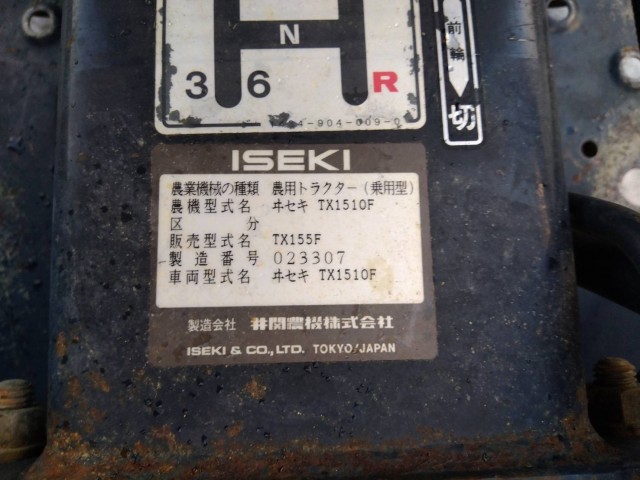 N
3 6 R
4-904-009-0
前輪
切
ISEKI
農業機械の種類 農用トラクター(乗用型)
農機型式名 ヰセキ TX1510F
区分
販売型式名 TX155F
製造番号 023307
車両型式名 ヰセキ TX1510F
製造会社 井関農機株式会社
ISEKI & CO., LTD. TOKYO/JAPAN